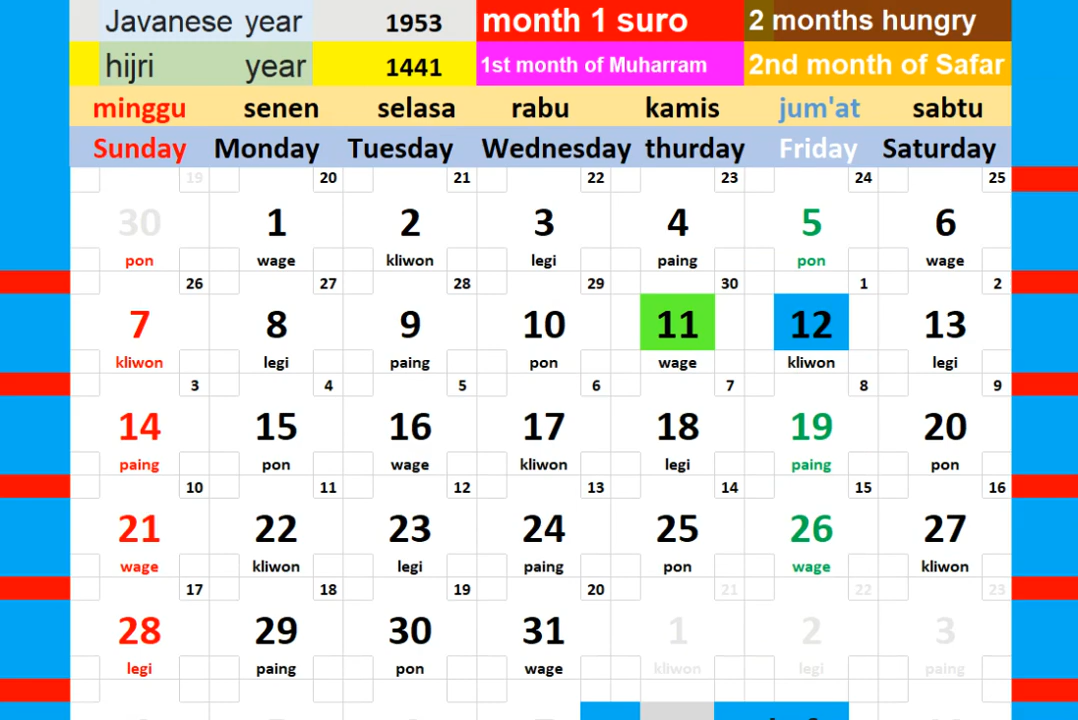 Javanese year 1953 month 1 suro 2 months hungry
hijri year 1441 1st month of Muharram 2nd month of Safar
minggu senen selasa rabu kamis jum'at sabtu
Sunday Monday Tuesday Wednesday thurday Friday Saturday
19 20 21 22 23 24 25
30 1 2 3 4 5 6
pon wage kliwon legi paing pon wage
26 27 28 29 30 1 2
7 8 9 10 11 12 13
kliwon legi paing pon wage kliwon legi
3 4 5 6 7 8 9
14 15 16 17 18 19 20
paing pon wage kliwon legi paing pon
10 11 12 13 14 15 16
21 22 23 24 25 26 27
wage kliwon legi paing pon wage kliwon
17 18 19 20 21 22 23
28 29 30 31 1 2 3
legi paing pon wage kliwon legi paing